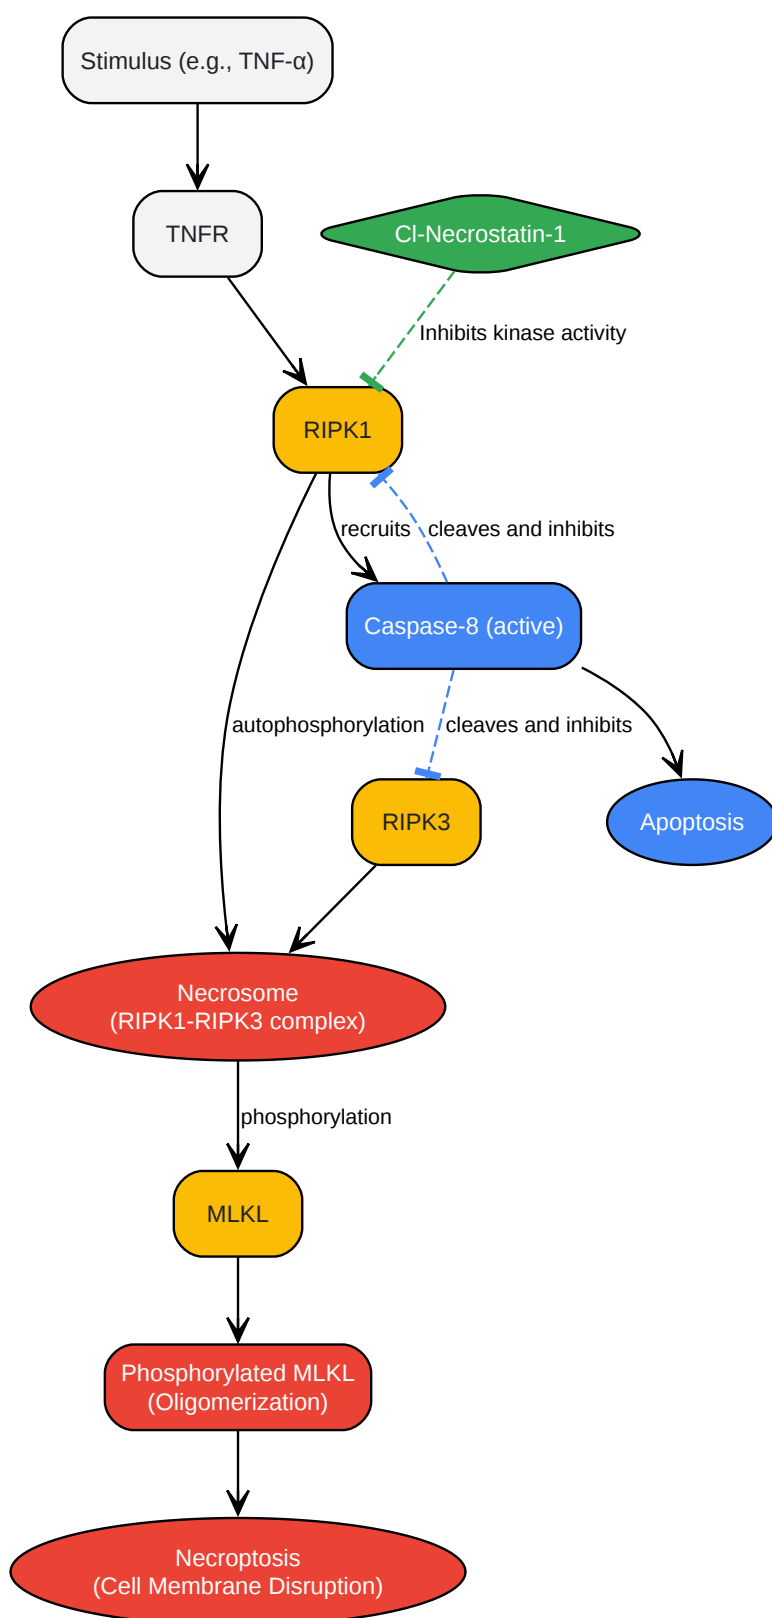 Stimulus (e.g., TNF-α)
TNFR
Cl-Necrostatin-1
Inhibits kinase activity
RIPK1
recruits
cleaves and inhibits
Caspase-8 (active)
autophosphorylation
cleaves and inhibits
RIPK3
Apoptosis
Necrosome
(RIPK1-RIPK3 complex)
phosphorylation
MLKL
Phosphorylated MLKL
(Oligomerization)
Necroptosis
(Cell Membrane Disruption)